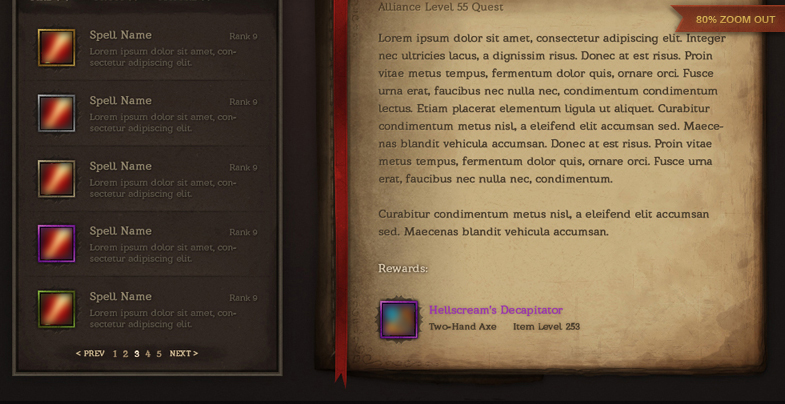 Spell Name
Rank 9
Lorem ipsum dolor sit amet, con-
sectetur adipiscing elit.
Spell Name
Rank 9
Lorem ipsum dolor sit amet, con-
sectetur adipiscing elit.
Spell Name
Rank 9
Lorem ipsum dolor sit amet, con-
sectetur adipiscing elit.
Spell Name
Rank 9
Lorem ipsum dolor sit amet, con-
sectetur adipiscing elit.
Spell Name
Rank 9
Lorem ipsum dolor sit amet, con-
sectetur adipiscing elit.
< PREV 1 2 3 4 5 NEXT >
Alliance Level 55 Quest
80% ZOOM OUT
Lorem ipsum dolor sit amet, consectetur adipiscing elit. Integer
nec ultricies lacus, a dignissim risus. Donec at est risus. Proin
vitae metus tempus, fermentum dolor quis, ornare orci. Fusce
urna erat, faucibus nec nulla nec, condimentum condimentum
lectus. Etiam placerat elementum ligula ut aliquet. Curabitur
condimentum metus nisl, a eleifend elit accumsan sed. Maece-
nas blandit vehicula accumsan. Donec at est risus. Proin vitae
metus tempus, fermentum dolor quis, ornare orci. Fusce urna
erat, faucibus nec nulla nec, condimentum.
Curabitur condimentum metus nisl, a eleifend elit accumsan
sed. Maecenas blandit vehicula accumsan.
Rewards:
Hellscream's Decapitator
Two-Hand Axe Item Level 253